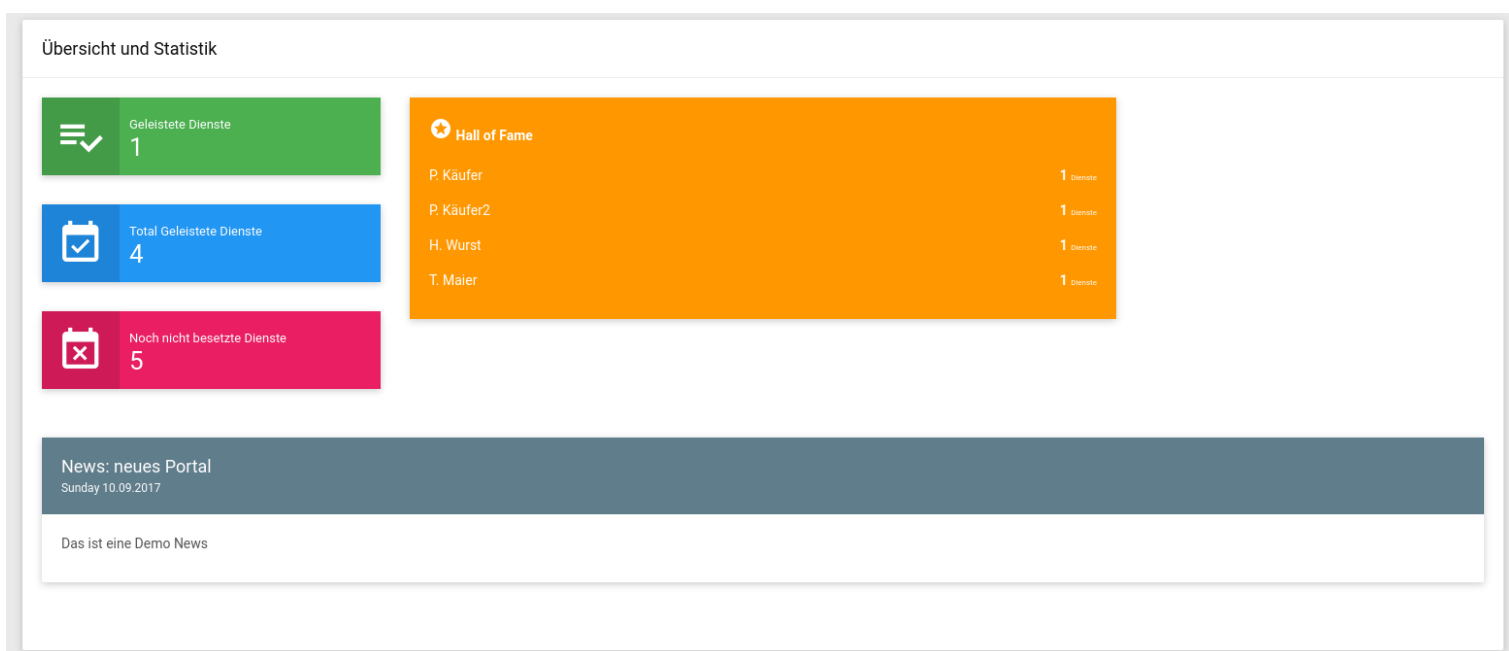 Übersicht und Statistik
Geleistete Dienste
1
Total Geleistete Dienste
4
Noch nicht besetzte Dienste
5
Hall of Fame
P. Käufer 1 Dienste
P. Käufer2 1 Dienste
H. Wurst 1 Dienste
T. Maier 1 Dienste
News: neues Portal
Sunday 10.09.2017
Das ist eine Demo News